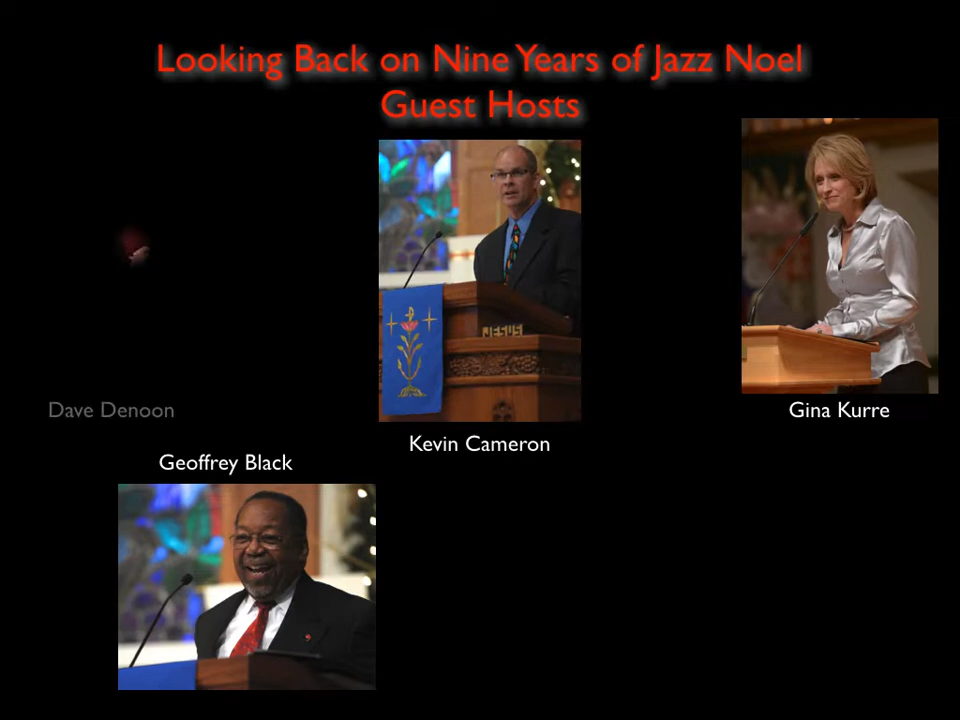 Looking Back on Nine Years of Jazz Noel
Guest Hosts
JESUS
Dave Denoon
Gina Kurre
Kevin Cameron
Geoffrey Black